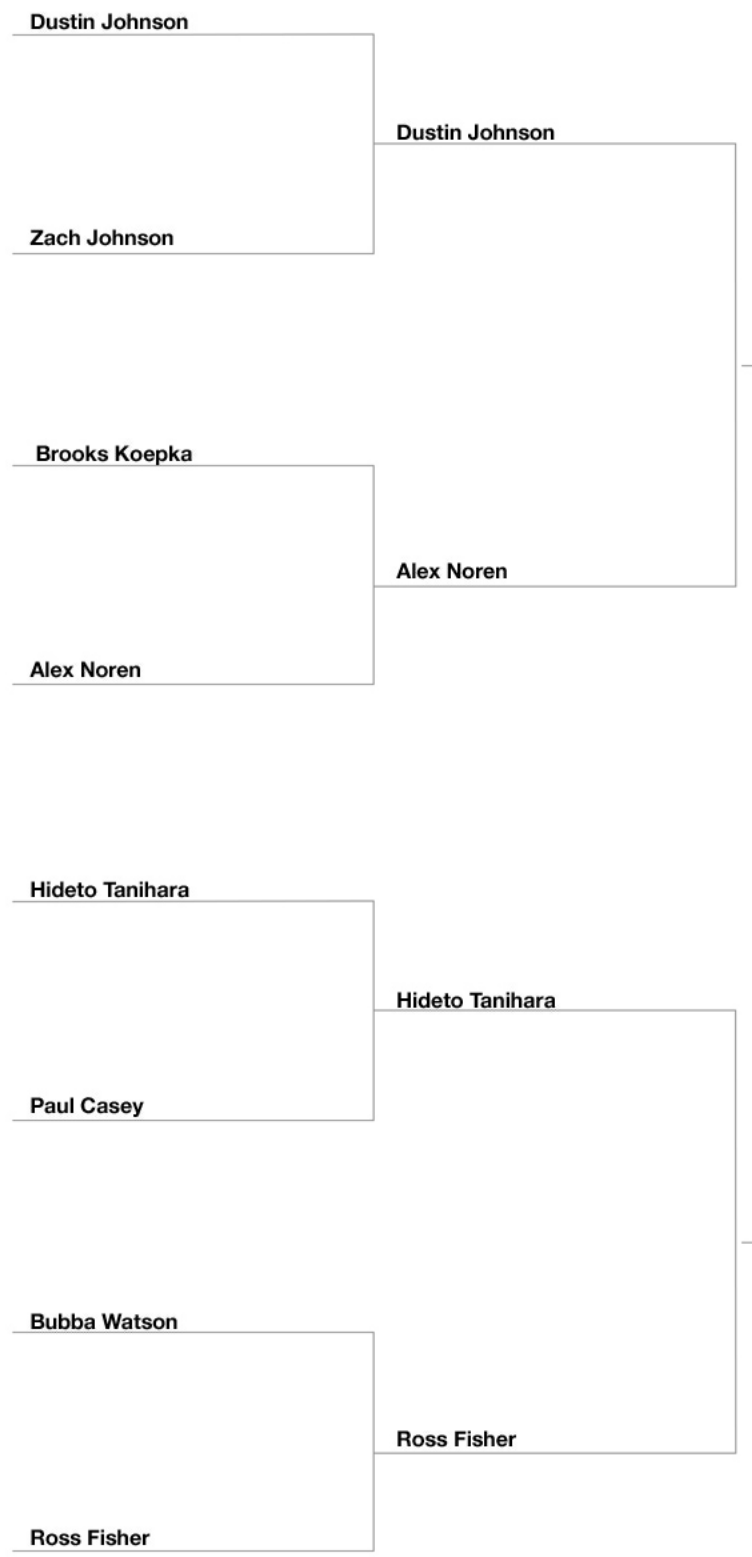 Dustin Johnson
Dustin Johnson
Zach Johnson
Brooks Koepka
Alex Noren
Alex Noren
Hideto Tanihara
Hideto Tanihara
Paul Casey
Bubba Watson
Ross Fisher
Ross Fisher